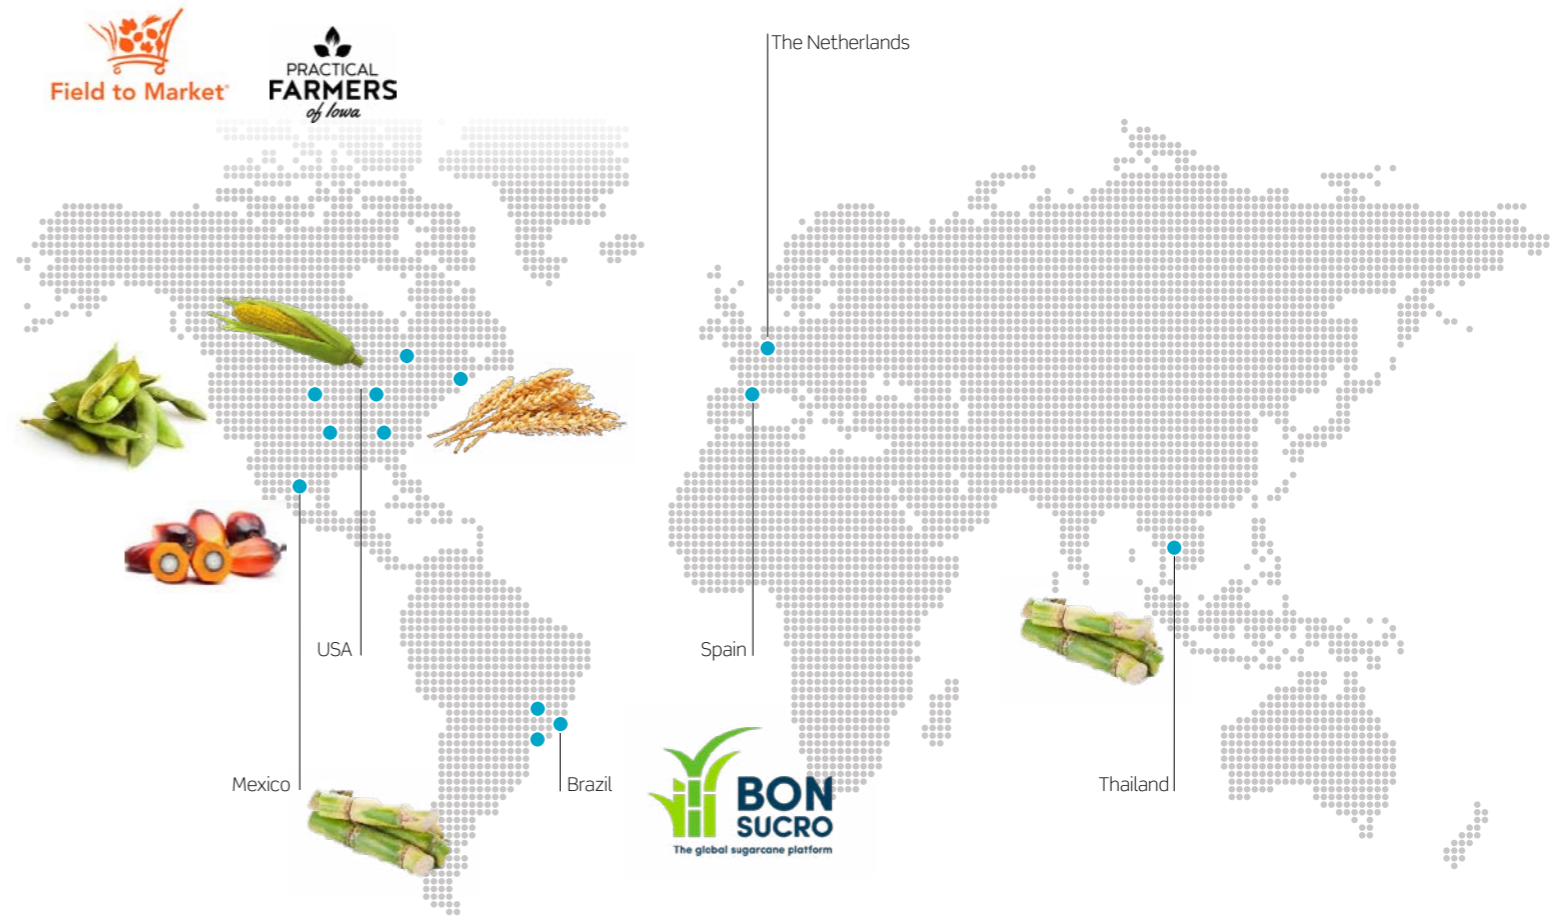 Field to Market®
PRACTICAL
FARMERS
of Iowa
The Netherlands
USA
Spain
Mexico
Brazil
Thailand
BON
SUCRO
The global sugarcane platform